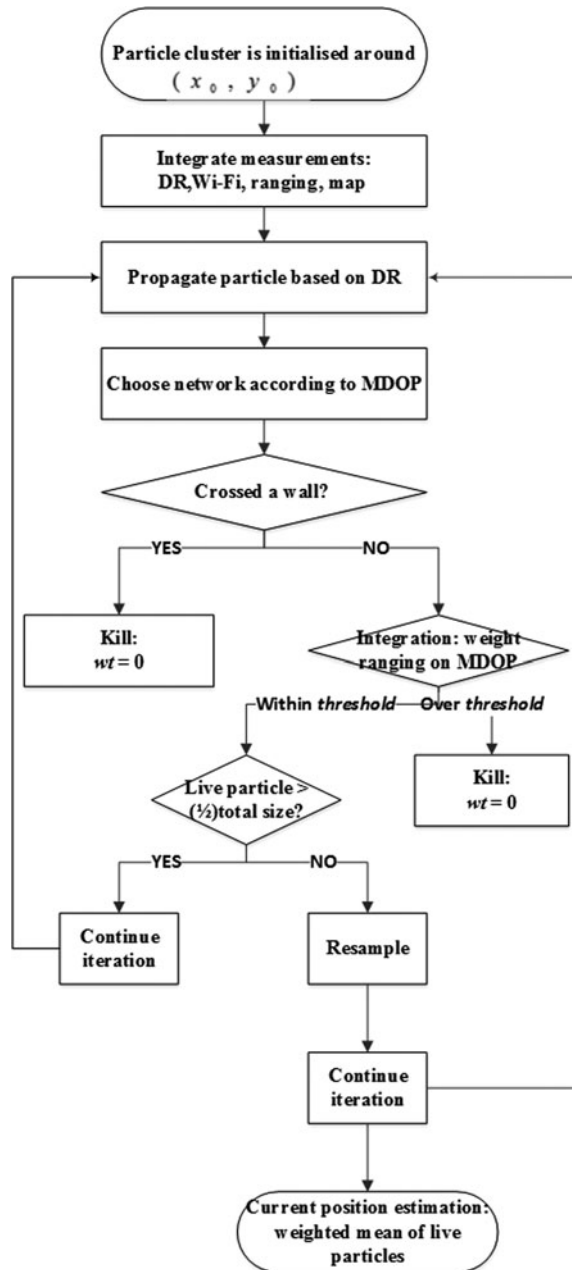 Particle cluster is initialised around
( x 0 , y 0 )
Integrate measurements:
DR,Wi-Fi, ranging, map
Propagate particle based on DR
Choose network according to MDOP
Crossed a wall?
YES
NO
Kill:
wt = 0
Integration: weight
ranging on MDOP
Within threshold
Over threshold
Kill:
wt = 0
Live particle >
(½)total size?
YES
NO
Continue
iteration
Resample
Continue
iteration
Current position estimation:
weighted mean of live
particles